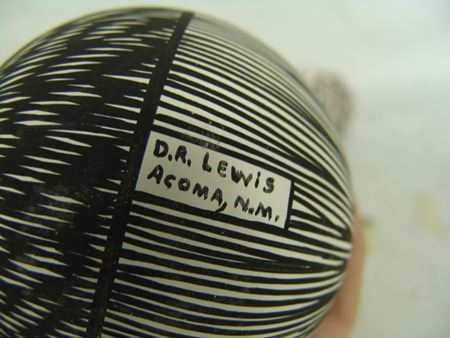 D.R. LEWIS
ACOMA, N.M.